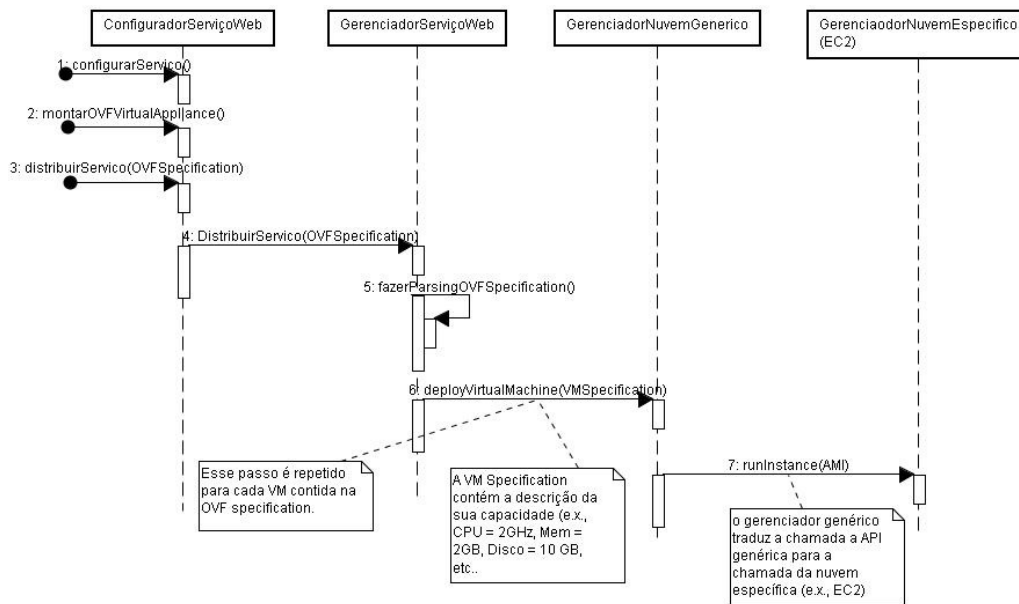 ConfiguradorServiçoWeb
GerenciadorServiçoWeb
GerenciadorNuvemGenerico
GerenciaodorNuvemEspecifico
(EC2)
1: configurarServico()
2: montarOVFVirtualAppliance()
3: distribuirServico(OVFSpecification)
4: DistribuirServico(OVFSpecification)
5: fazerParsingOVFSpecification()
6: deployVirtualMachine(VMSpecification)
Esse passo é repetido
para cada VM contida na
OVF specification.
A VM Specification
contém a descrição da
sua capacidade (e.x.,
CPU = 2GHz, Mem =
2GB, Disco = 10 GB,
etc..
7: runInstance(AMI)
o gerenciador genérico
traduz a chamada a API
genérica para a
chamada da nuvem
específica (e.x., EC2)